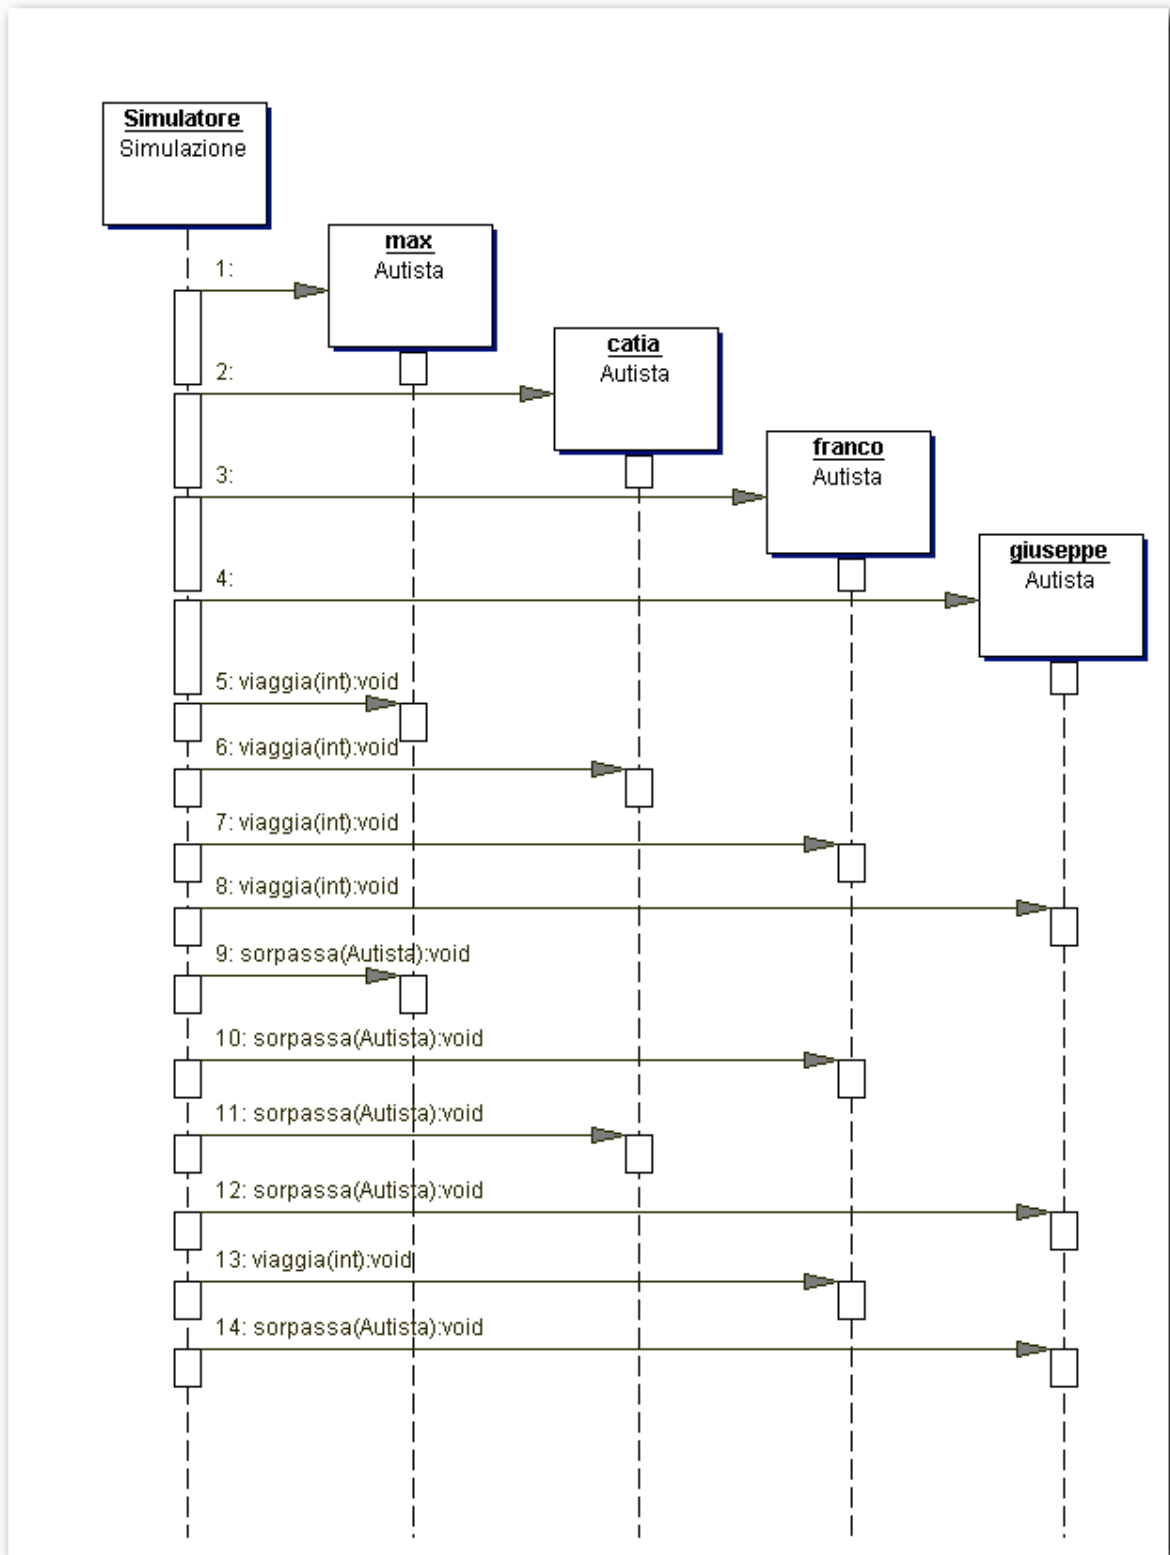 Simulatore
Simulazione
max
Autista
1:
catia
Autista
2:
franco
Autista
3:
giuseppe
Autista
4:
5: viaggia(int):void
6: viaggia(int):void
7: viaggia(int):void
8: viaggia(int):void
9: sorpassa(Autista):void
10: sorpassa(Autista):void
11: sorpassa(Autista):void
12: sorpassa(Autista):void
13: viaggia(int):void
14: sorpassa(Autista):void